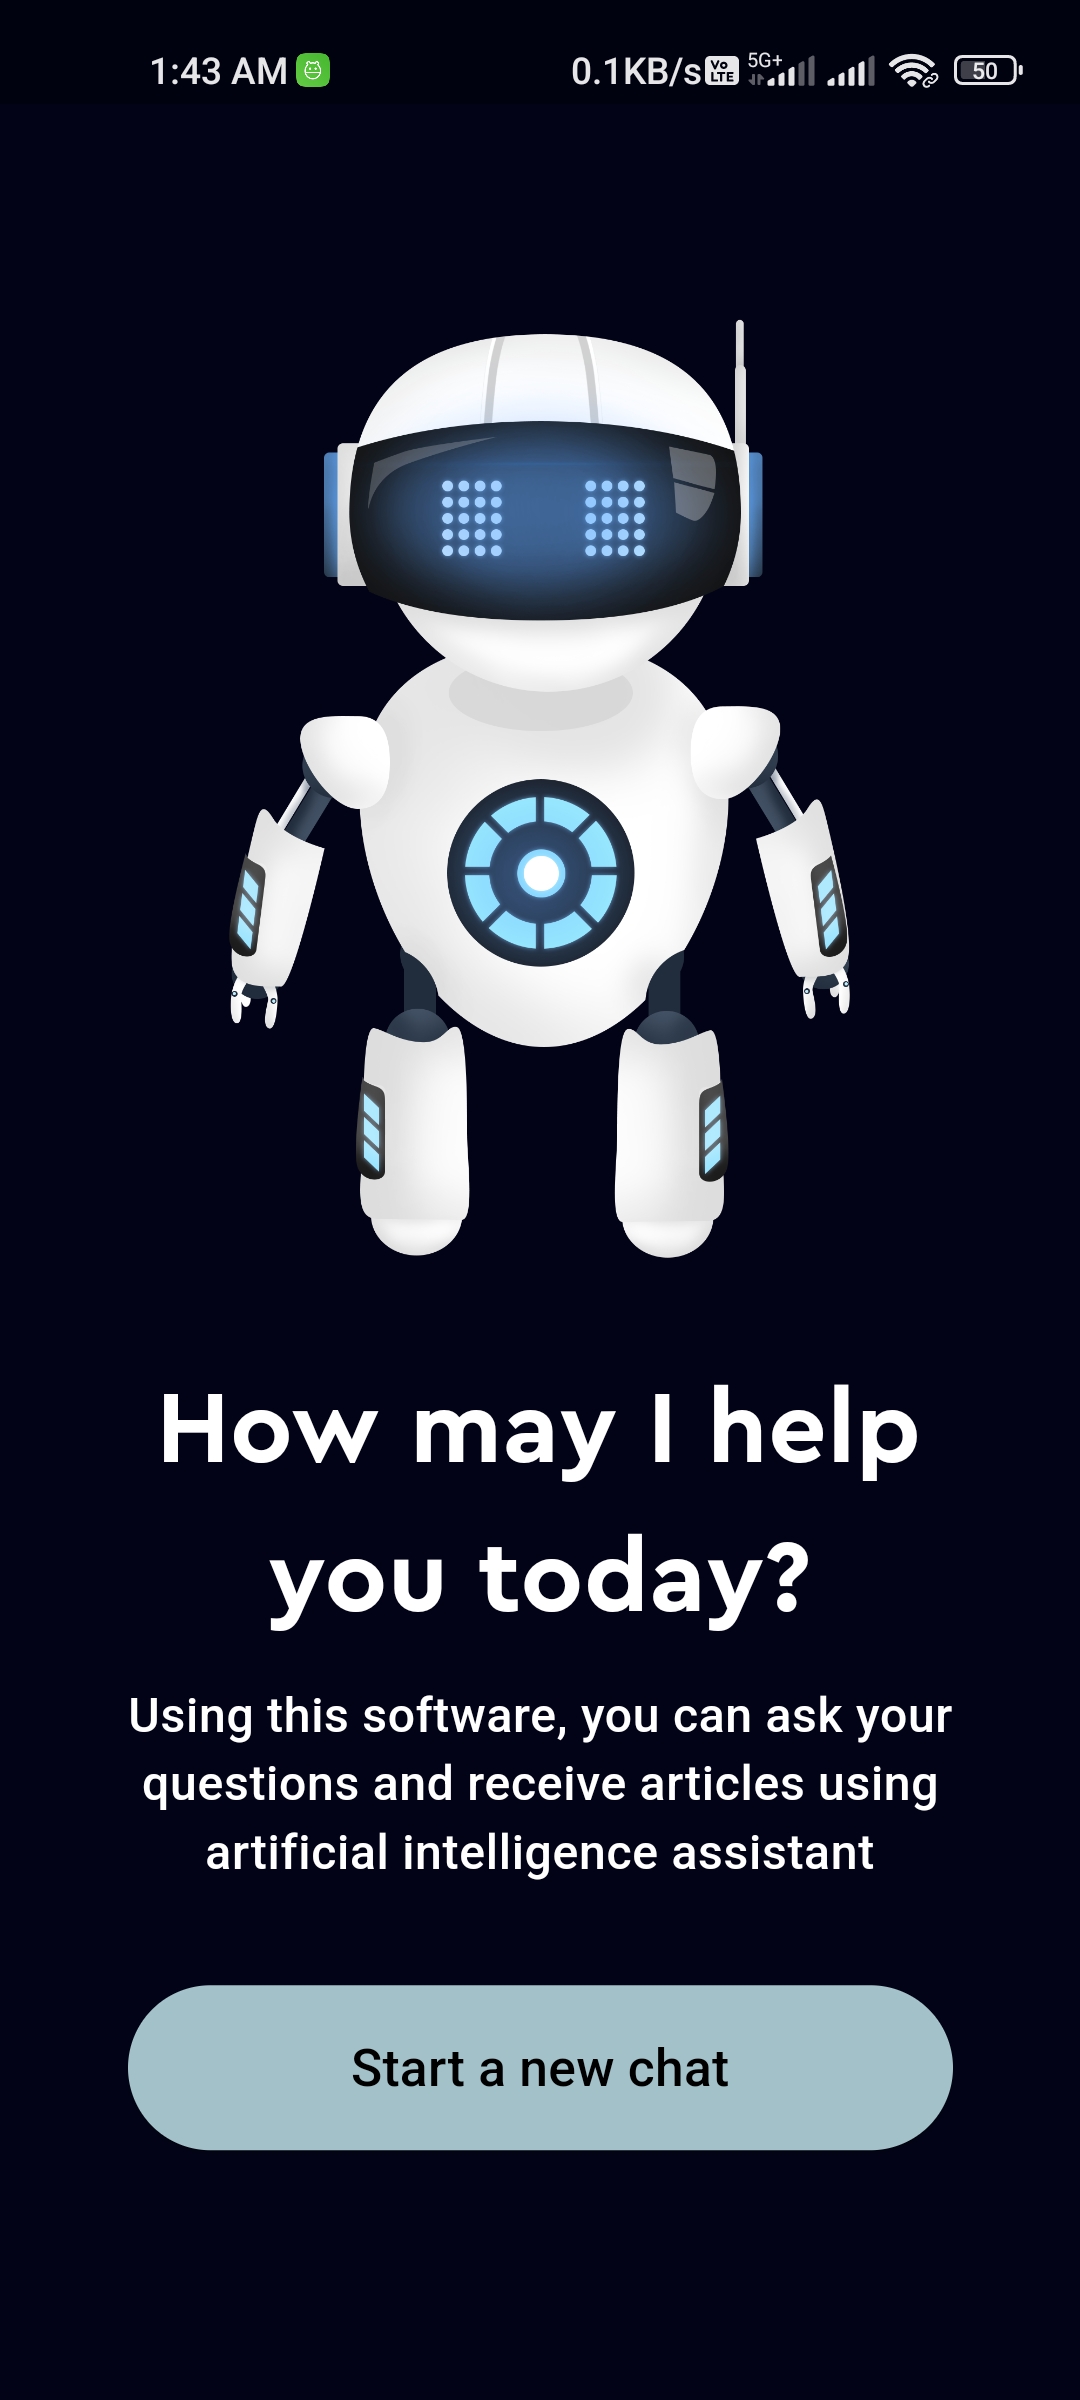 1:43 AM 0.1KB/s Vo LTE 5G+ 50
How may I help
you today?
Using this software, you can ask your
questions and receive articles using
artificial intelligence assistant
Start a new chat